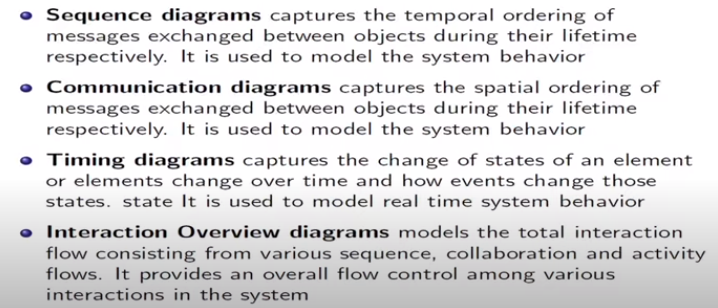 Sequence diagrams captures the temporal ordering of
messages exchanged between objects during their lifetime
respectively. It is used to model the system behavior
Communication diagrams captures the spatial ordering of
messages exchanged between objects during their lifetime
respectively. It is used to model the system behavior
Timing diagrams captures the change of states of an element
or elements change over time and how events change those
states. state It is used to model real time system behavior
Interaction Overview diagrams models the total interaction
flow consisting from various sequence, collaboration and activity
flows. It provides an overall flow control among various
interactions in the system